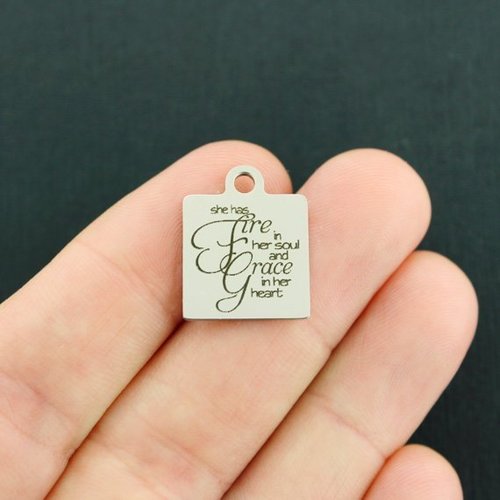 she has
Fire in
her soul
and
Grace
in her
heart